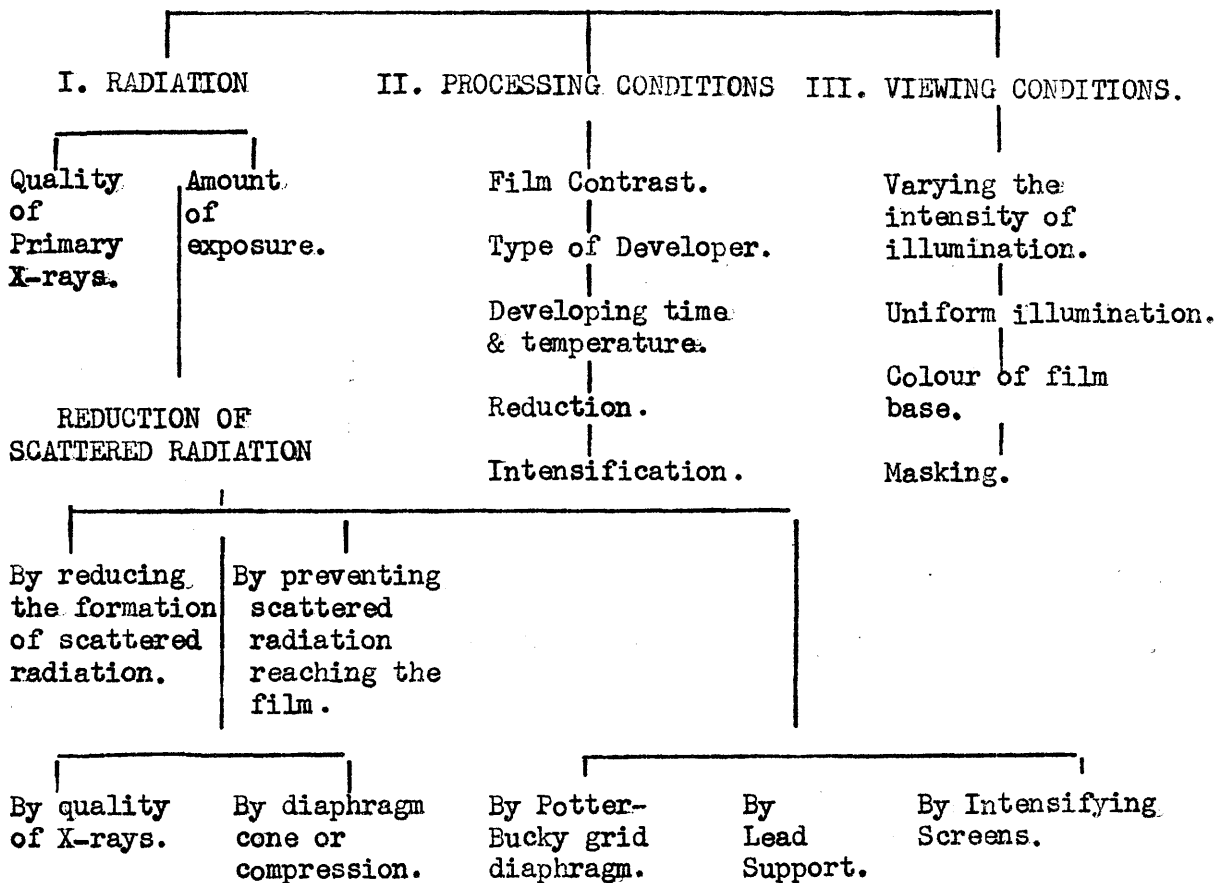 I. RADIATION II. PROCESSING CONDITIONS III. VIEWING CONDITIONS.
Quality
of
Primary
X-rays.
Amount
of
exposure.
Film Contrast.
Type of Developer.
Developing time
& temperature.
Reduction.
Intensification.
Varying the
intensity of
illumination.
Uniform illumination.
Colour of film
base.
Masking.
REDUCTION OF
SCATTERED RADIATION
By reducing
the formation
of scattered
radiation.
By preventing
scattered
radiation
reaching the
film.
By quality
of X-rays.
By diaphragm
cone or
compression.
By Potter-
Bucky grid
diaphragm.
By
Lead
Support.
By Intensifying
Screens.